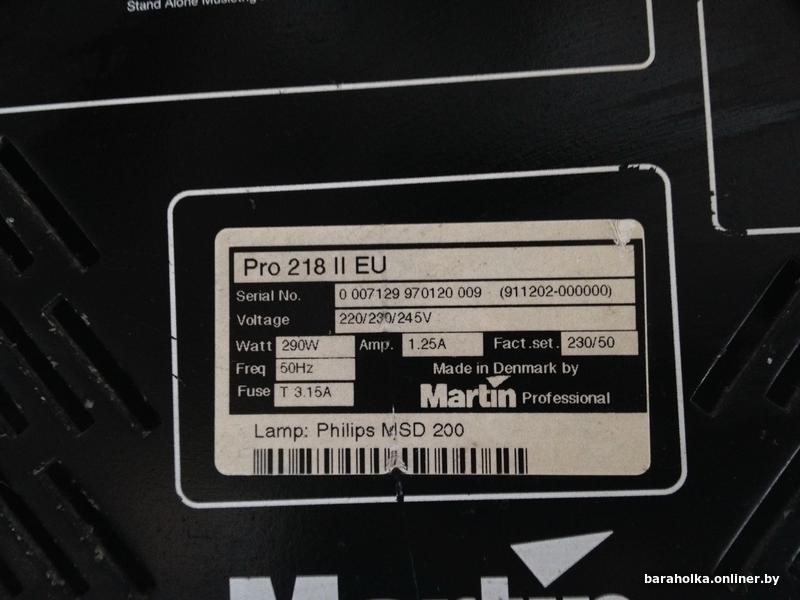 Stand Alone
Pro 218 II EU
Serial No. 0 007129 970120 009 (911202-000000)
Voltage 220/230/245V
Watt 290W Amp. 1.25A Fact.set. 230/50
Freq 50Hz Made in Denmark by
Fuse T 3.15A Martin Professional
Lamp: Philips MSD 200
Martin
baraholka.onliner.by